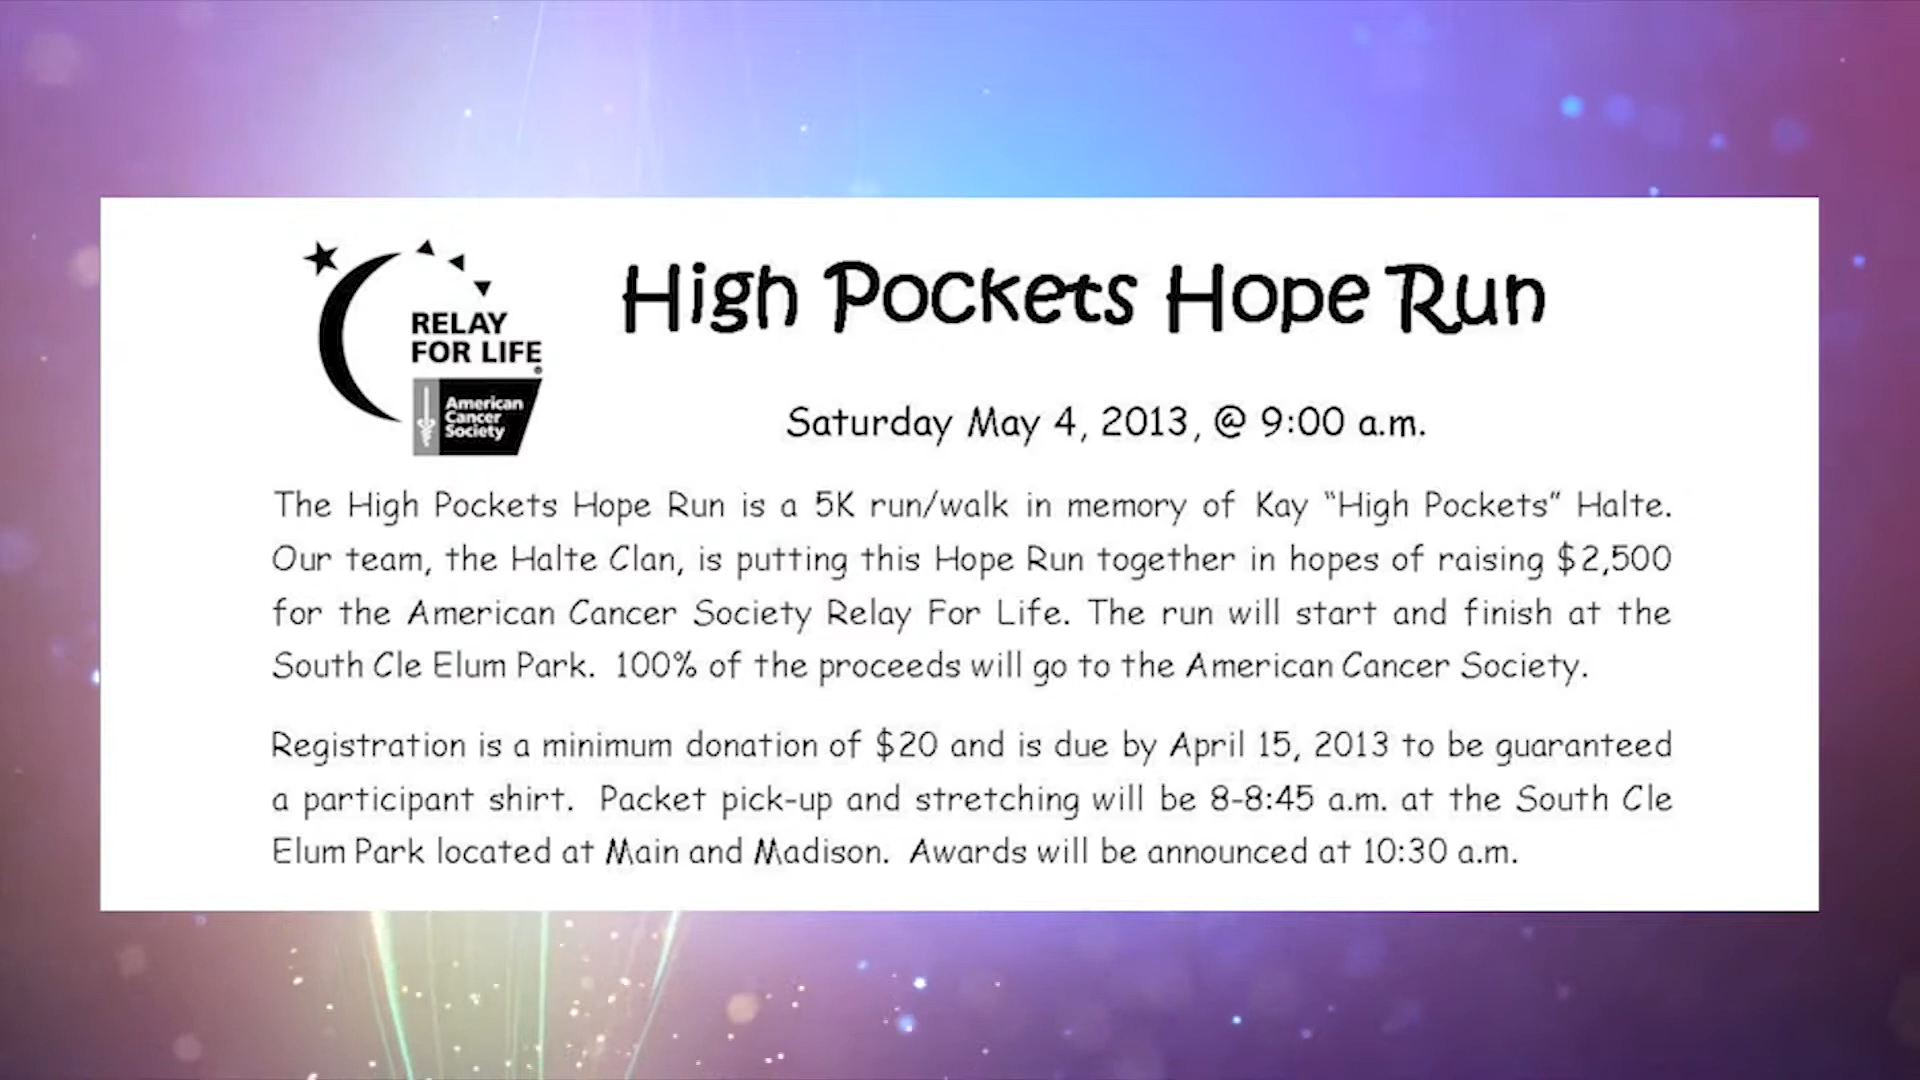 High Pockets Hope Run
RELAY
FOR LIFE®
American
Cancer
Society
Saturday May 4, 2013, @ 9:00 a.m.
The High Pockets Hope Run is a 5K run/walk in memory of Kay “High Pockets” Halte.
Our team, the Halte Clan, is putting this Hope Run together in hopes of raising $2,500
for the American Cancer Society Relay For Life. The run will start and finish at the
South Cle Elum Park. 100% of the proceeds will go to the American Cancer Society.
Registration is a minimum donation of $20 and is due by April 15, 2013 to be guaranteed
a participant shirt. Packet pick-up and stretching will be 8-8:45 a.m. at the South Cle
Elum Park located at Main and Madison. Awards will be announced at 10:30 a.m.